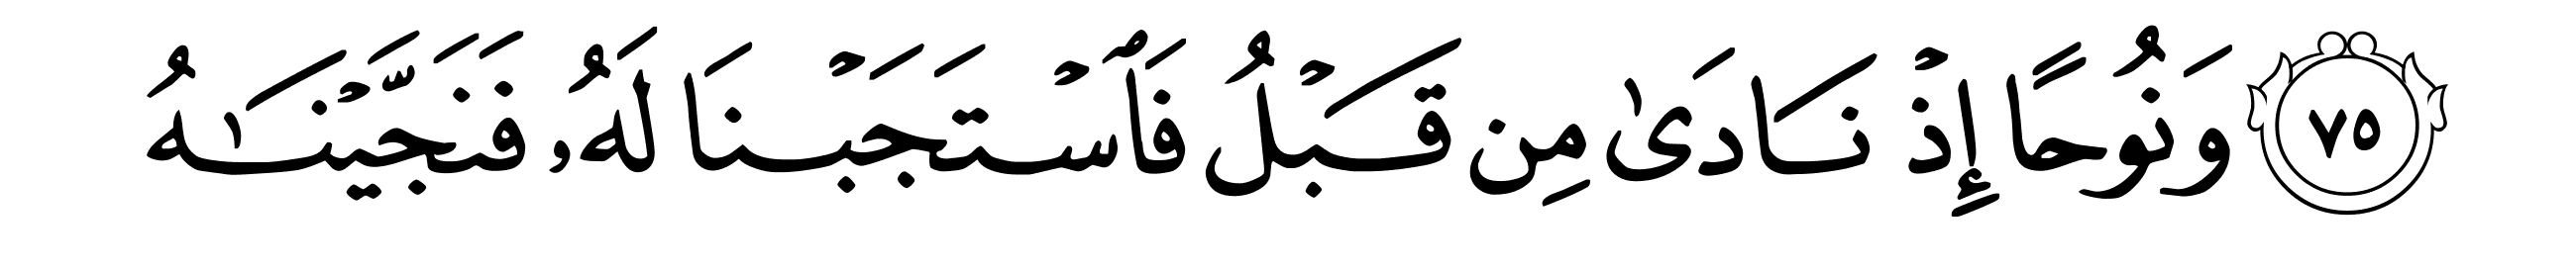 ٧٥ وَنُوحًا إِذْ نَادَىٰ مِن قَبْلُ فَٱسْتَجَبْنَا لَهُۥ فَنَجَّيْنَـٰهُ